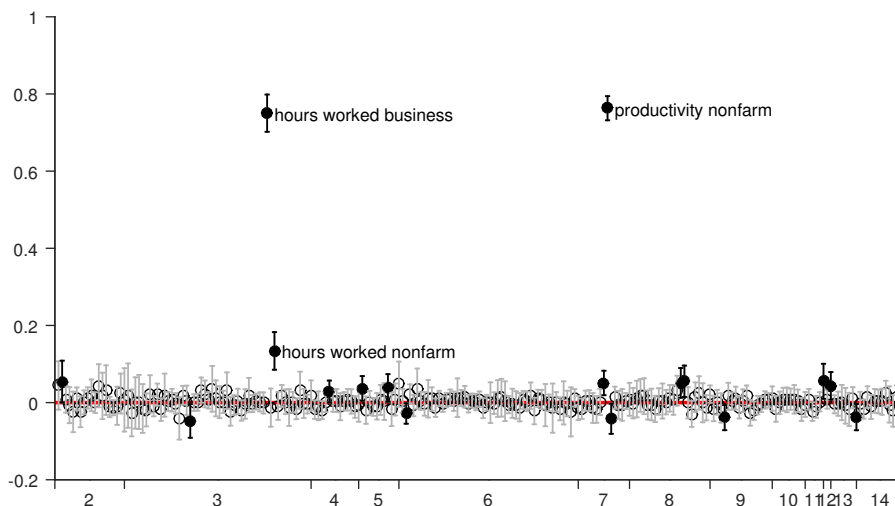 1
0.8
hours worked business
productivity nonfarm
0.6
0.4
0.2
hours worked nonfarm
0
-0.2
2 3 4 5 6 7 8 9 10 11 12 13 14